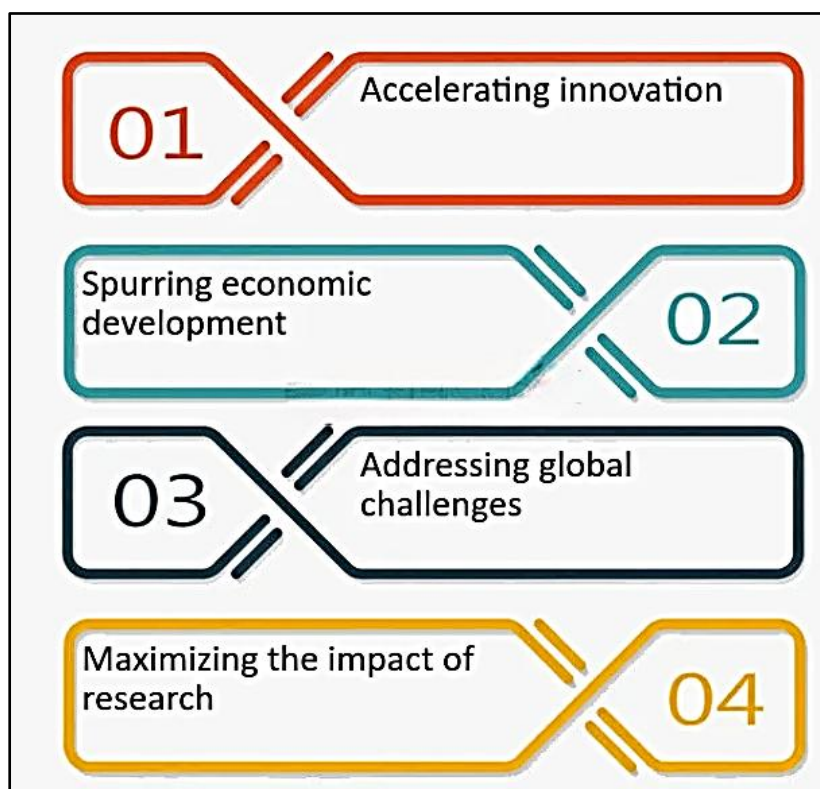 01
Accelerating innovation
Spurring economic
development
02
03
Addressing global
challenges
Maximizing the impact of
research
04